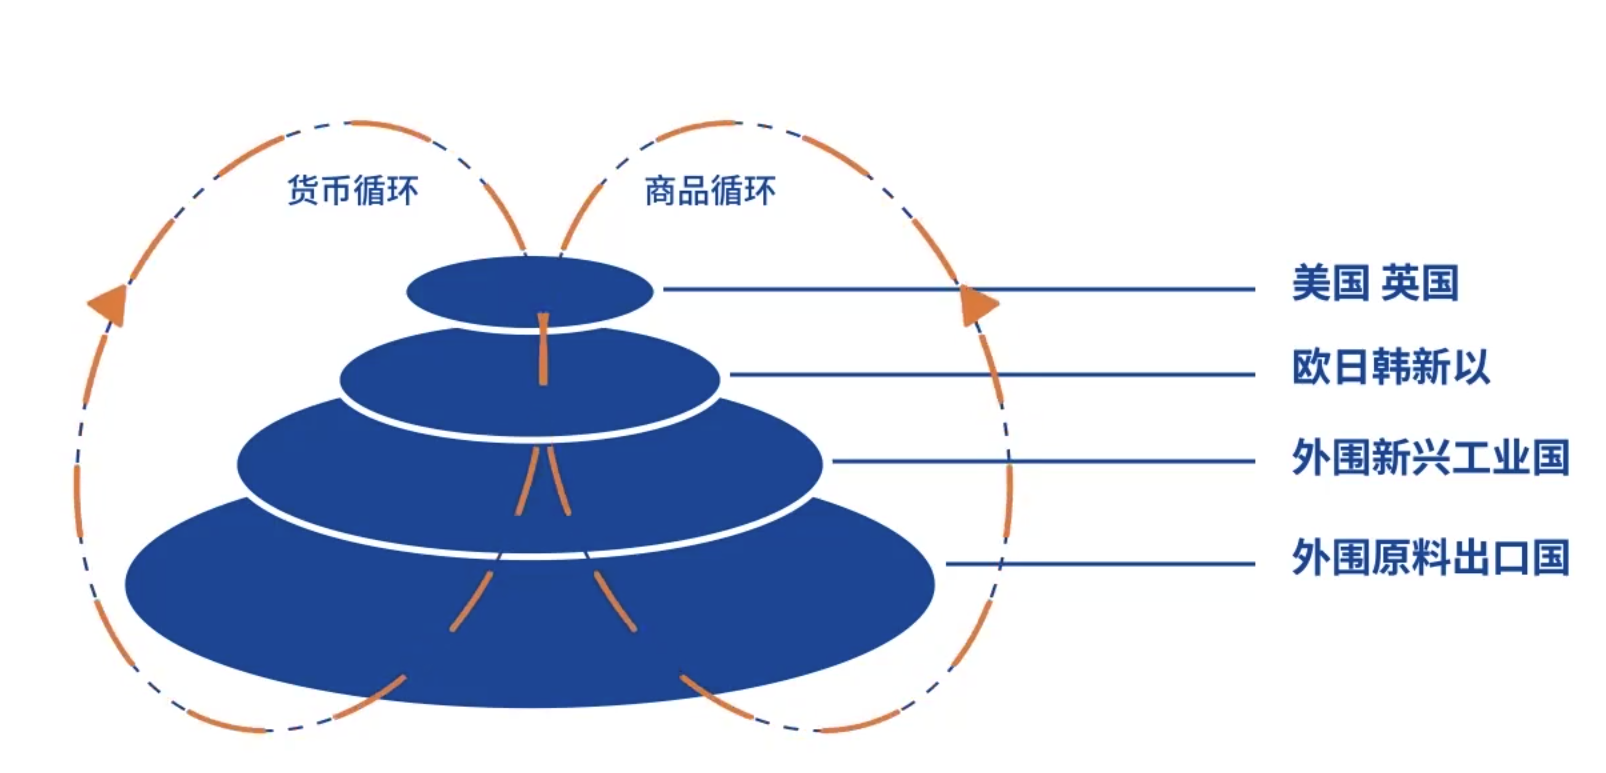 货币循环
商品循环
美国 英国
欧日韩新以
外围新兴工业国
外围原料出口国